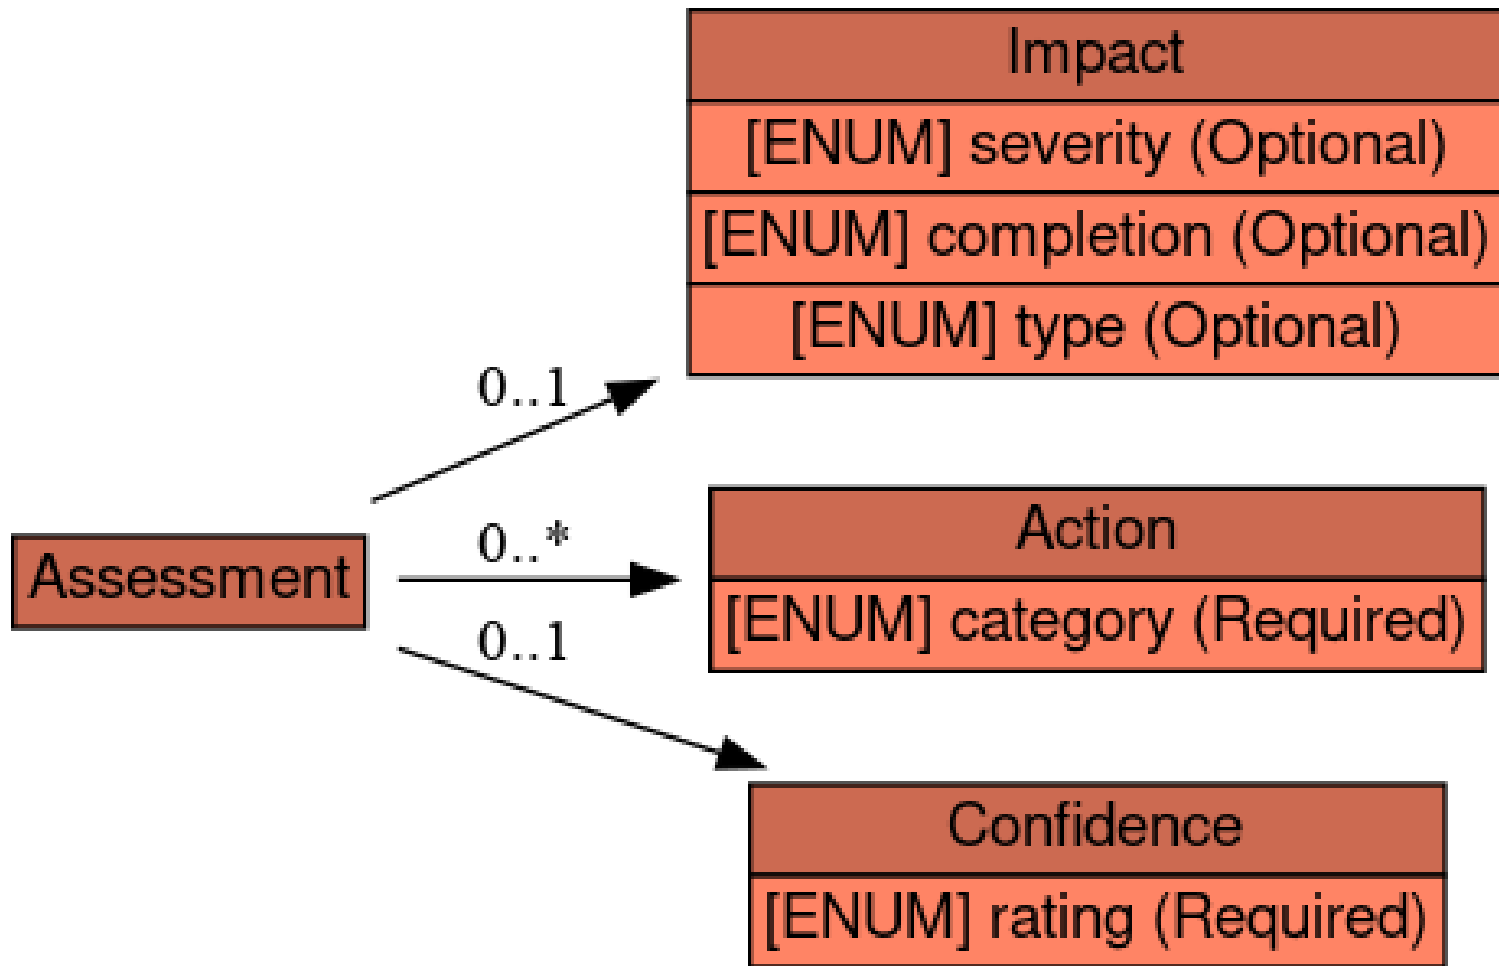 Impact
[ENUM] severity (Optional)
[ENUM] completion (Optional)
[ENUM] type (Optional)
0..1
Assessment
0..*
Action
[ENUM] category (Required)
0..1
Confidence
[ENUM] rating (Required)